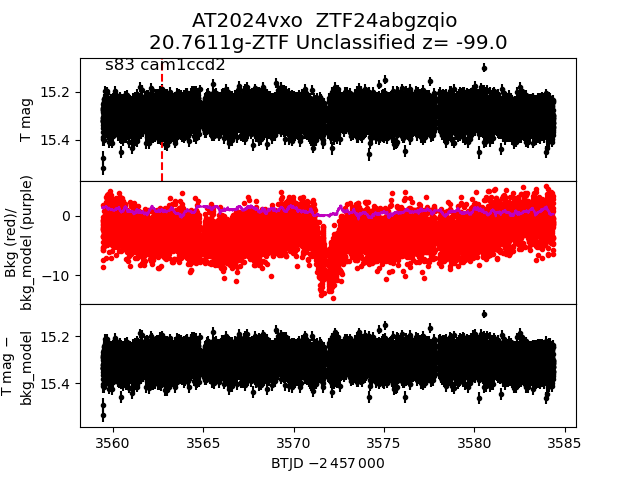 AT2024vxo  ZTF24abgzqio
20.7611g-ZTF Unclassified z= -99.0
s83 cam1ccd2
T mag
15.2
15.4
Bkg (red)/
bkg_model (purple)
0
−10
T mag −
bkg_model
15.2
15.4
3560 3565 3570 3575 3580 3585
BTJD −2 457 000